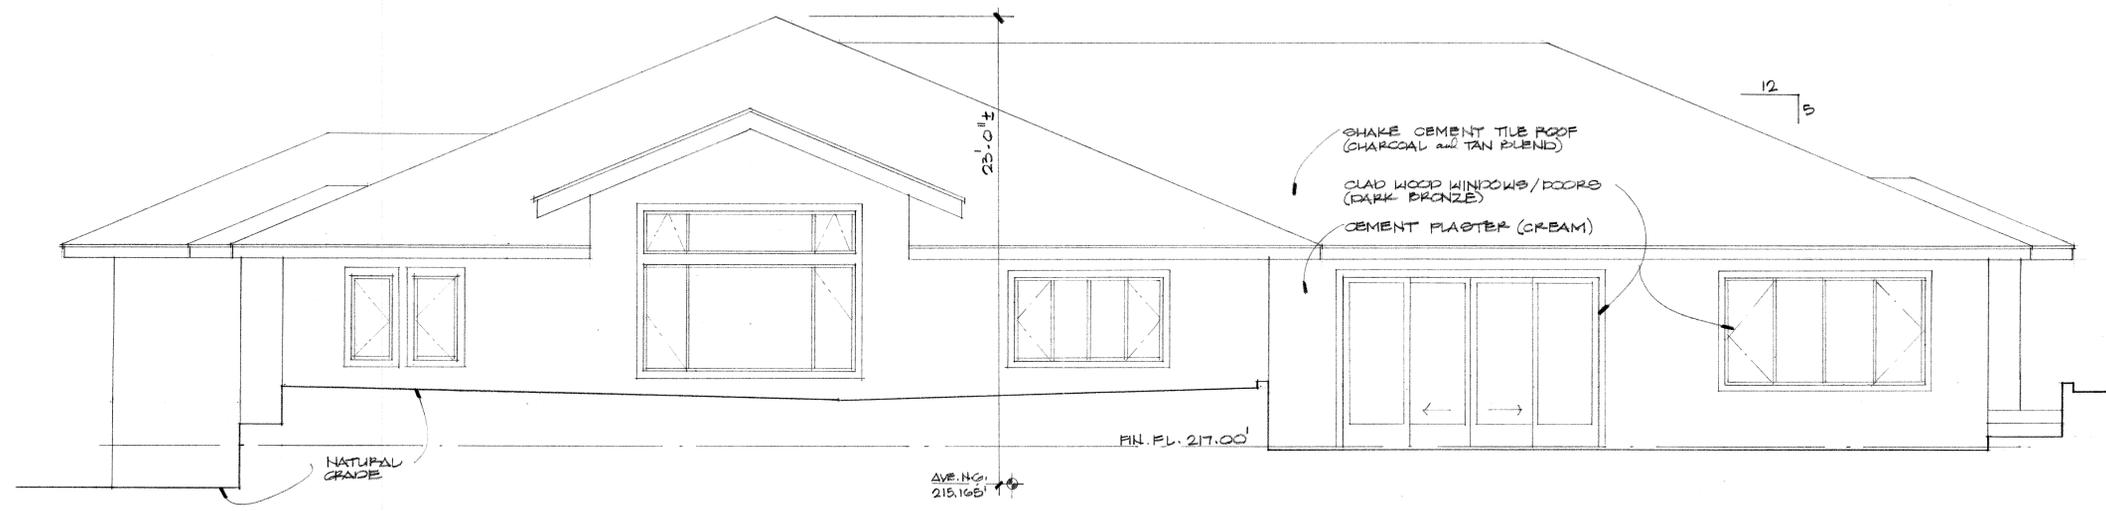 12
5
23'-0"±
SHAKE CEMENT TILE ROOF
(CHARCOAL and TAN BLEND)
CLAD WOOD WINDOWS/DOORS
(DARK BRONZE)
CEMENT PLASTER (CREAM)
FIN. FL. 217.00'
NATURAL
GRADE
AVE. N.G.
215.165'